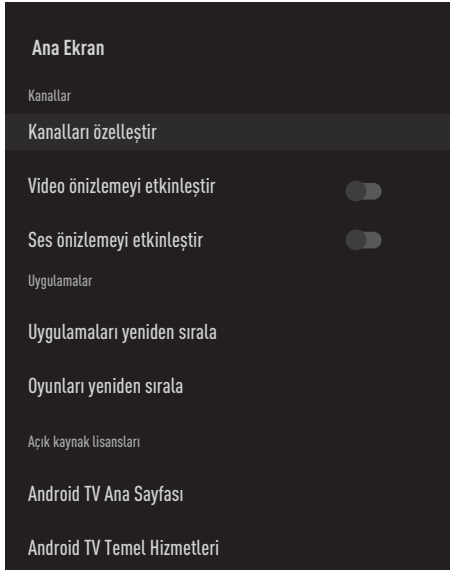 Ana Ekran
Kanallar
Kanalları özelleştir
Video önizlemeyi etkinleştir
Ses önizlemeyi etkinleştir
Uygulamalar
Uygulamaları yeniden sırala
Oyunları yeniden sırala
Açık kaynak lisansları
Android TV Ana Sayfası
Android TV Temel Hizmetleri